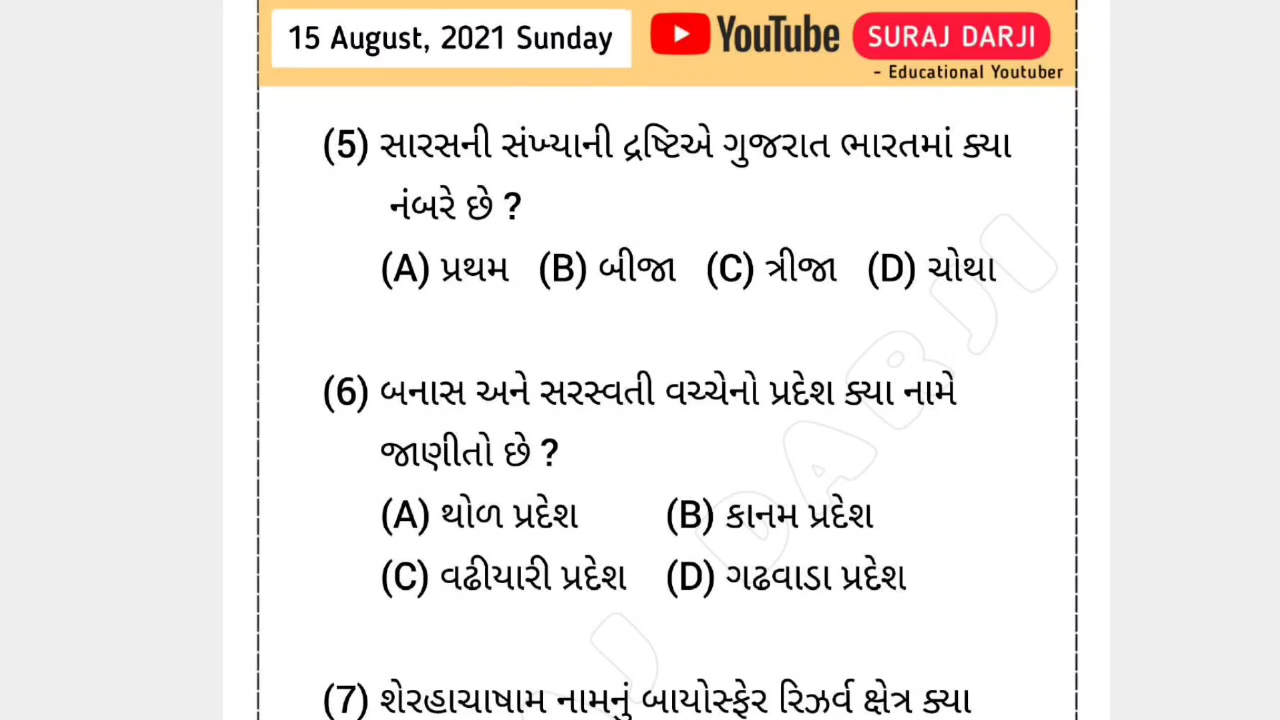 15 August, 2021 Sunday YouTube SURAJ DARJI
- Educational Youtuber
(5) સારસની સંખ્યાની દ્રષ્ટિએ ગુજરાત ભારતમાં ક્યા
નંબરે છે ?
(A) પ્રથમ (B) બીજા (C) ત્રીજા (D) ચોથા
(6) બનાસ અને સરસ્વતી વચ્ચેનો પ્રદેશ ક્યા નામે
જાણીતો છે ?
(A) થોળ પ્રદેશ (B) કાનમ પ્રદેશ
(C) વઢીયારી પ્રદેશ (D) ગઢવાડા પ્રદેશ
(7) શેરહાચાષામ નામનું બાયોસ્ફેર રિઝર્વ ક્ષેત્ર ક્યા
J DARJI